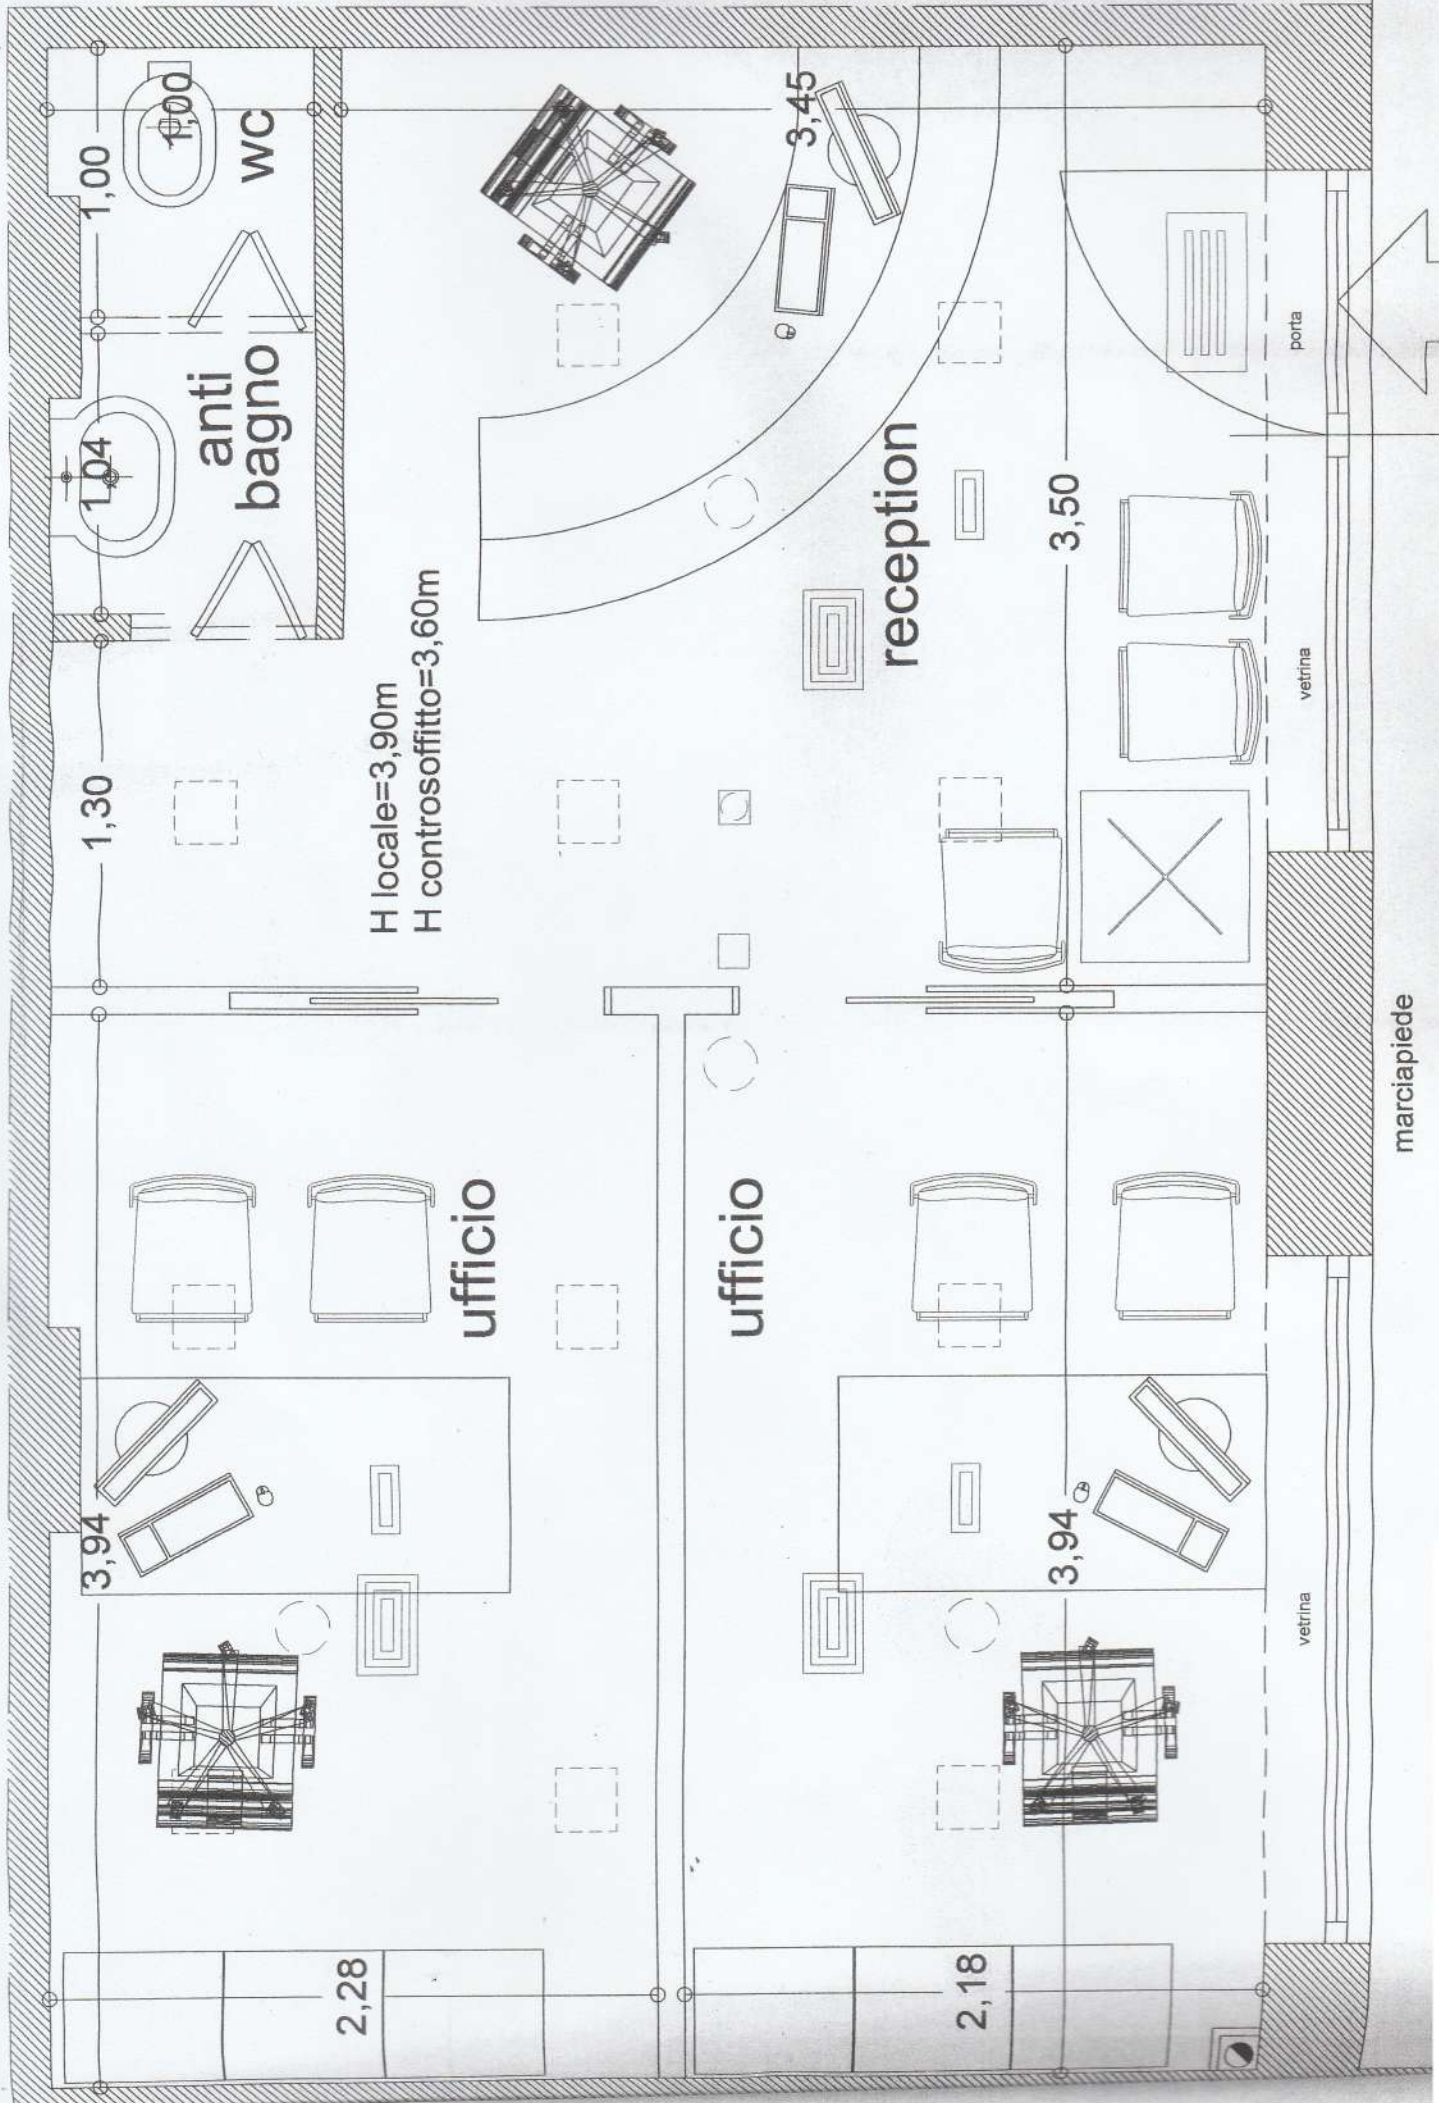 1,00
1,00
wc
3,45
1,04
anti
bagno
porta
reception
3,50
H locale=3,90m
H controsoffitto=3,60m
vetrina
1,30
marciapiede
ufficio
ufficio
3,94
3,94
vetrina
2,28
2,18